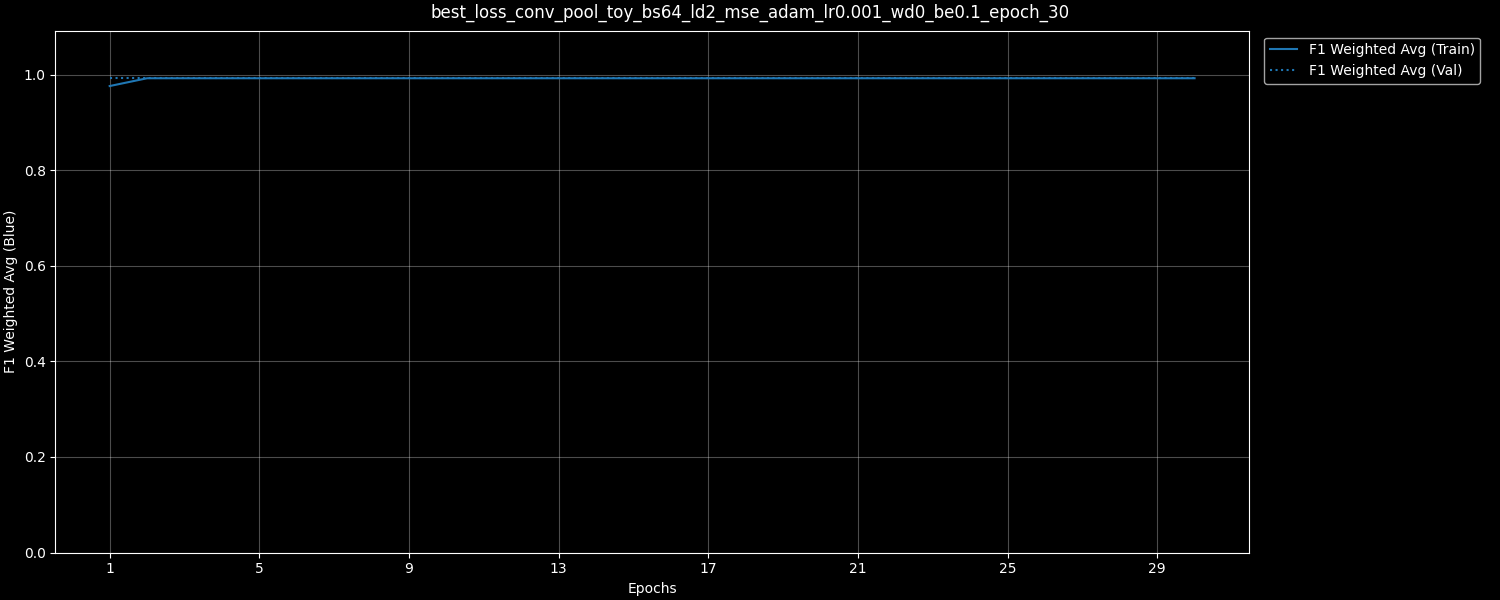 best_loss_conv_pool_toy_bs64_ld2_mse_adam_lr0.001_wd0_be0.1_epoch_30
F1 Weighted Avg (Train)
F1 Weighted Avg (Val)
F1 Weighted Avg (Blue)
1.0
0.8
0.6
0.4
0.2
0.0
1 5 9 13 17 21 25 29
Epochs